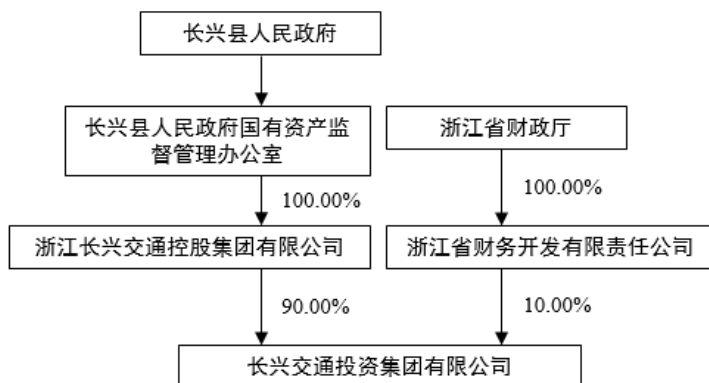 长兴县人民政府
长兴县人民政府国有资产监
督管理办公室
浙江省财政厅
100.00%
100.00%
浙江长兴交通控股集团有限公司
浙江省财务开发有限责任公司
90.00%
10.00%
长兴交通投资集团有限公司